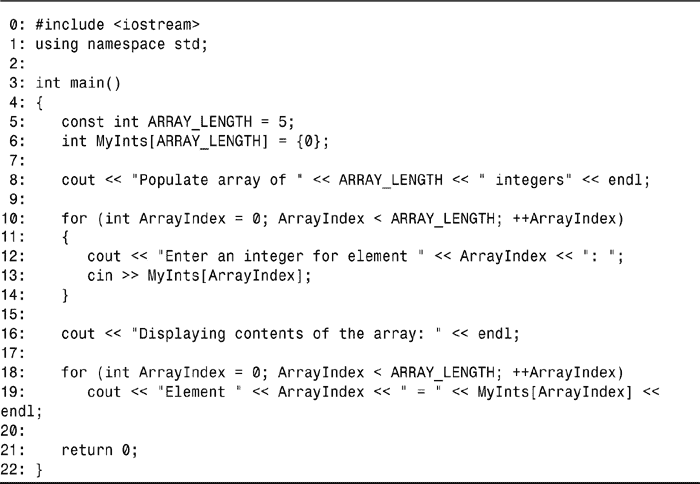 0: #include <iostream>
1: using namespace std;
2:
3: int main()
4: {
5:    const int ARRAY_LENGTH = 5;
6:    int MyInts[ARRAY_LENGTH] = {0};
7:
8:    cout << "Populate array of " << ARRAY_LENGTH << " integers" << endl;
9:
10:    for (int ArrayIndex = 0; ArrayIndex < ARRAY_LENGTH; ++ArrayIndex)
11:    {
12:       cout << "Enter an integer for element " << ArrayIndex << ": ";
13:       cin >> MyInts[ArrayIndex];
14:    }
15:
16:    cout << "Displaying contents of the array: " << endl;
17:
18:    for (int ArrayIndex = 0; ArrayIndex < ARRAY_LENGTH; ++ArrayIndex)
19:       cout << "Element " << ArrayIndex << " = " << MyInts[ArrayIndex] <<
endl;
20:
21:    return 0;
22: }